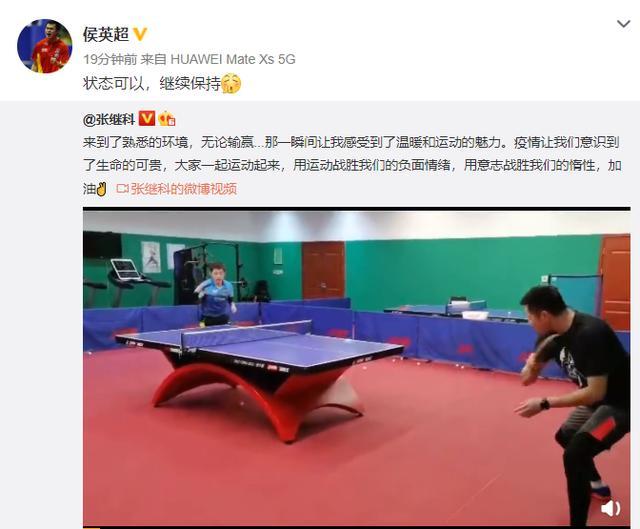 侯英超
19分钟前 来自 HUAWEI Mate Xs 5G
状态可以，继续保持
@张继科
来到了熟悉的环境，无论输赢...那一瞬间让我感受到了温暖和运动的魅力。疫情让我们意识到
了生命的可贵，大家一起运动起来，用运动战胜我们的负面情绪，用意志战胜我们的惰性，加
油 张继科的微博视频